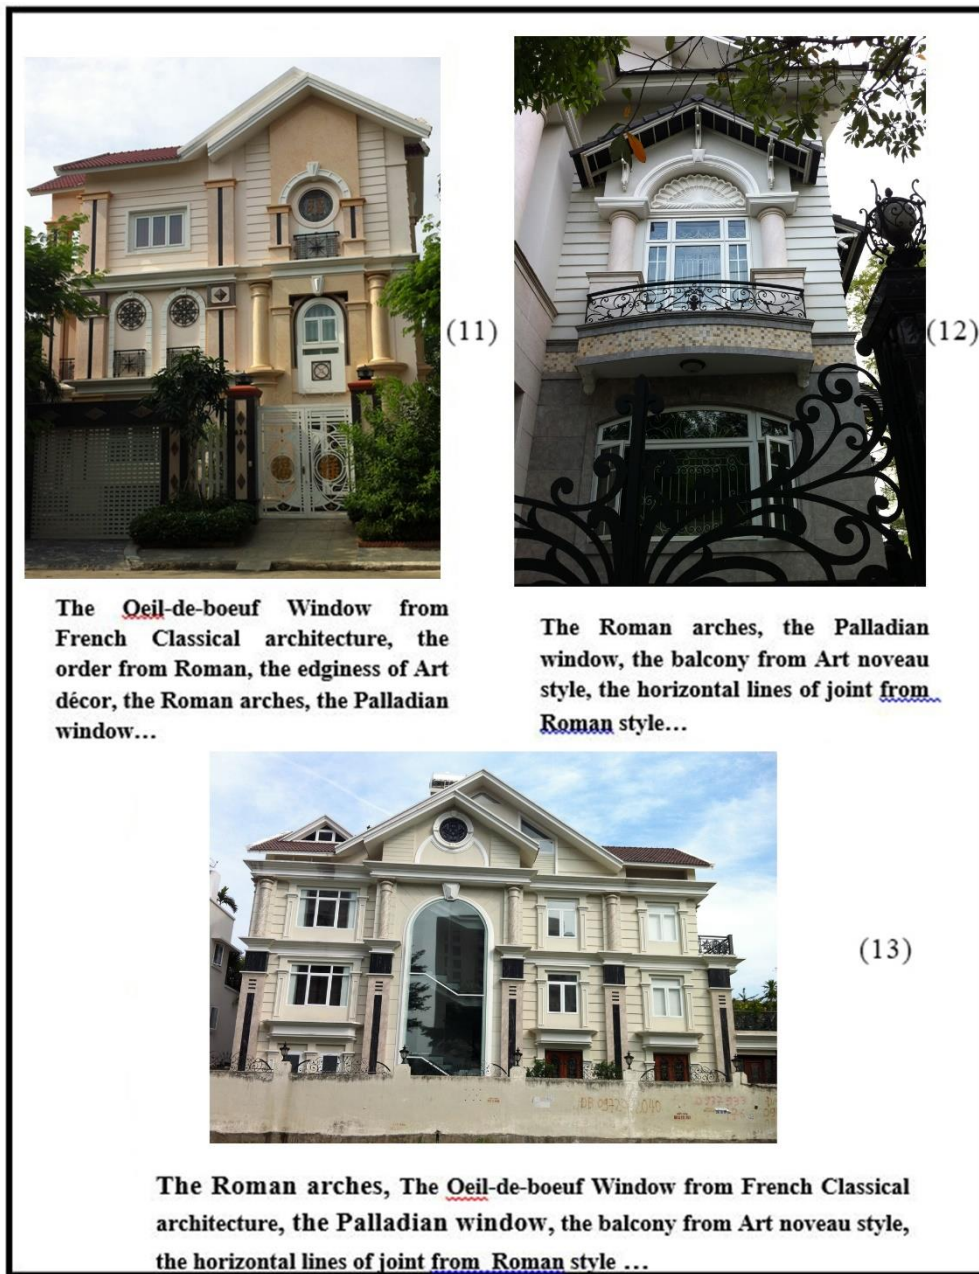 (11)
(12)
The Oeil-de-boeuf Window from
French Classical architecture, the
order from Roman, the edginess of Art
décor, the Roman arches, the Palladian
window…
The Roman arches, the Palladian
window, the balcony from Art noveau
style, the horizontal lines of joint from
Roman style…
(13)
The Roman arches, The Oeil-de-boeuf Window from French Classical
architecture, the Palladian window, the balcony from Art noveau style,
the horizontal lines of joint from Roman style …